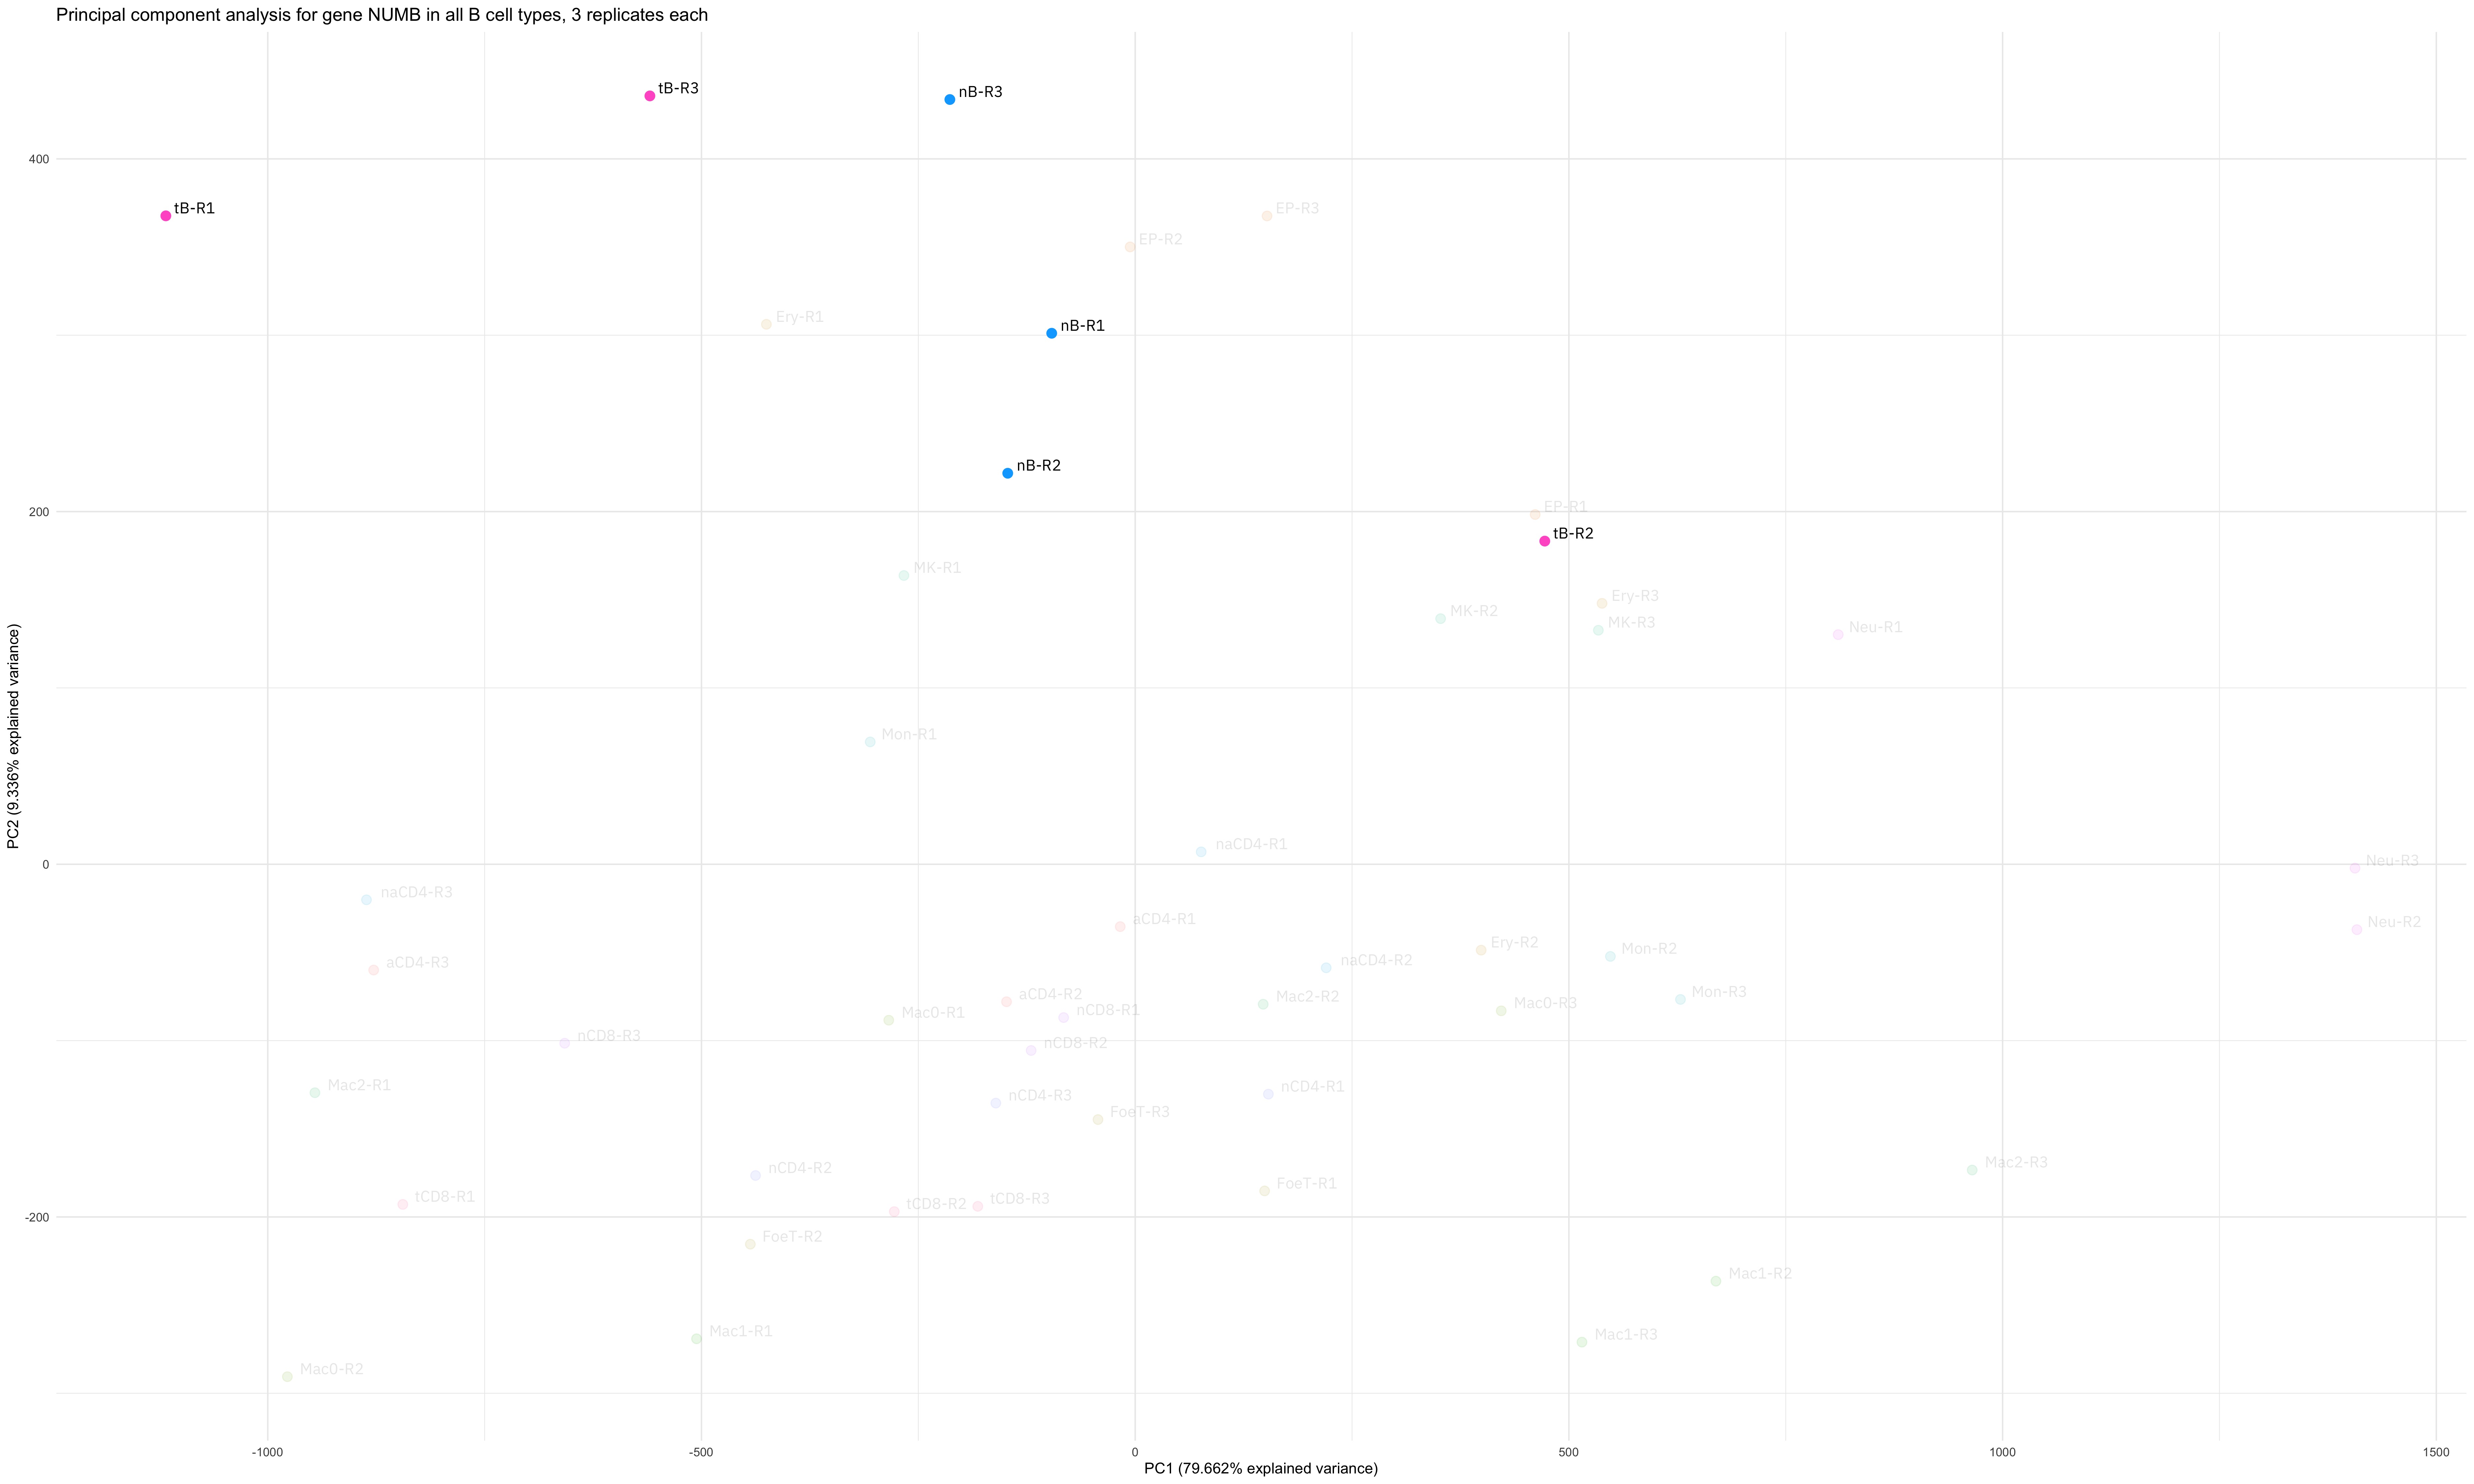 Principal component analysis for gene NUMB in all B cell types, 3 replicates each
tB-R3
nB-R3
400
tB-R1
EP-R3
EP-R2
Ery-R1
nB-R1
nB-R2
200
EP-R1
tB-R2
MK-R1
Ery-R3
MK-R2
MK-R3
Neu-R1
PC2 (9.336% explained variance)
Mon-R1
naCD4-R1
0
Neu-R3
naCD4-R3
aCD4-R1
Neu-R2
Ery-R2
Mon-R2
aCD4-R3
naCD4-R2
aCD4-R2
Mac2-R2
Mon-R3
Mac0-R1
nCD8-R1
Mac0-R3
nCD8-R3
nCD8-R2
Mac2-R1
nCD4-R3
nCD4-R1
FoeT-R3
nCD4-R2
Mac2-R3
tCD8-R1
tCD8-R2
tCD8-R3
FoeT-R1
-200
FoeT-R2
Mac1-R2
Mac1-R1
Mac1-R3
Mac0-R2
-1000
-500
0
500
1000
1500
PC1 (79.662% explained variance)